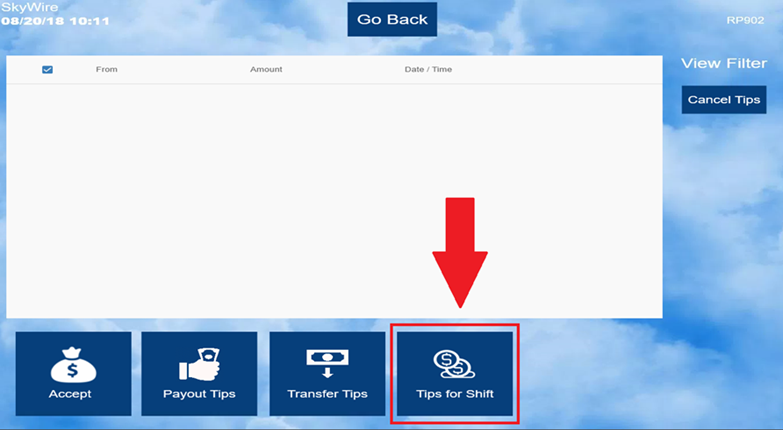 SkyWire
08/20/18 10:11
Go Back
RP902
From Amount Date / Time
View Filter
Cancel Tips
Accept
Payout Tips
Transfer Tips
Tips for Shift